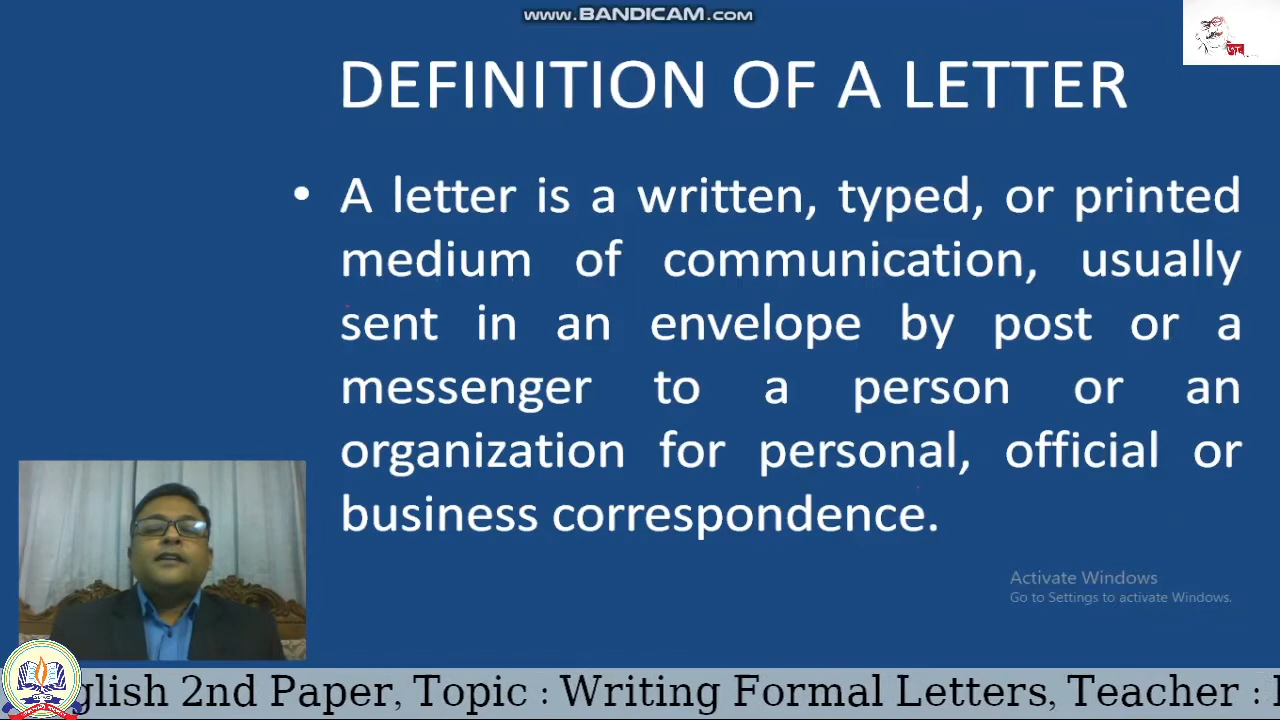 www.BANDICAM.com
DEFINITION OF A LETTER
• A letter is a written, typed, or printed
medium of communication, usually
sent in an envelope by post or a
messenger to a person or an
organization for personal, official or
business correspondence.
Activate Windows
Go to Settings to activate Windows.
glish 2nd Paper, Topic : Writing Formal Letters, Teacher :